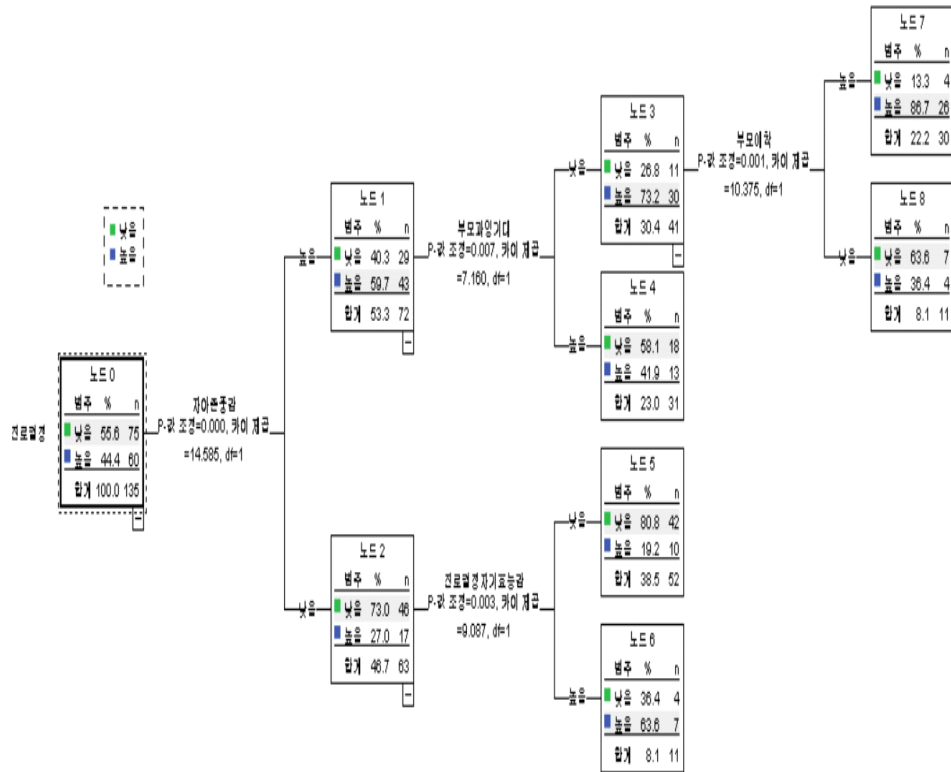 낮음
높음
진로결정
노드 0
범주 % n
낮음 55.6 75
높음 44.4 60
합계 100.0 135
자아존중감
P-값 조정=0.000, 카이 제곱
=14.585, df=1
높음
노드 1
범주 % n
낮음 40.3 29
높음 59.7 43
합계 53.3 72
낮음
노드 2
범주 % n
낮음 73.0 46
높음 27.0 17
합계 46.7 63
부모과잉기대
P-값 조정=0.007, 카이 제곱
=7.160, df=1
낮음
노드 3
범주 % n
낮음 26.8 11
높음 73.2 30
합계 30.4 41
높음
노드 4
범주 % n
낮음 58.1 18
높음 41.9 13
합계 23.0 31
진로결정자기효능감
P-값 조정=0.003, 카이 제곱
=9.087, df=1
낮음
노드 5
범주 % n
낮음 80.8 42
높음 19.2 10
합계 38.5 52
높음
노드 6
범주 % n
낮음 36.4 4
높음 63.6 7
합계 8.1 11
부모애착
P-값 조정=0.001, 카이 제곱
=10.375, df=1
높음
노드 7
범주 % n
낮음 13.3 4
높음 86.7 26
합계 22.2 30
낮음
노드 8
범주 % n
낮음 63.6 7
높음 36.4 4
합계 8.1 11